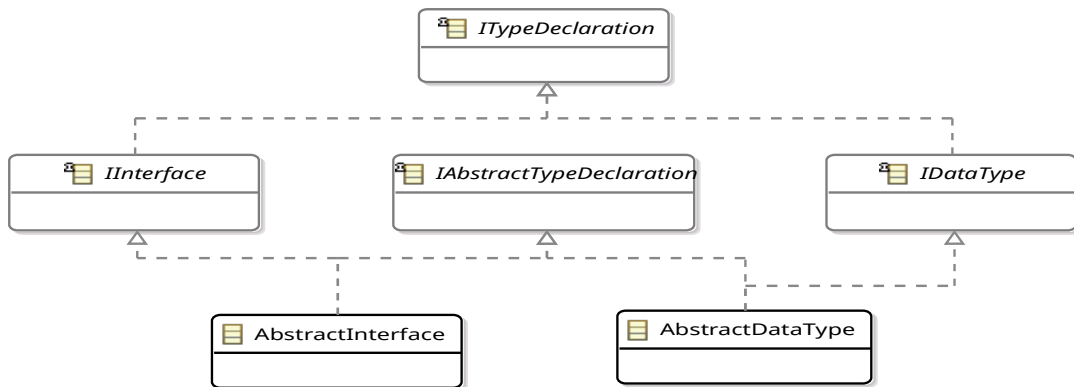 ITypeDeclaration
IInterface
IAbstractTypeDeclaration
IDataType
AbstractInterface
AbstractDataType